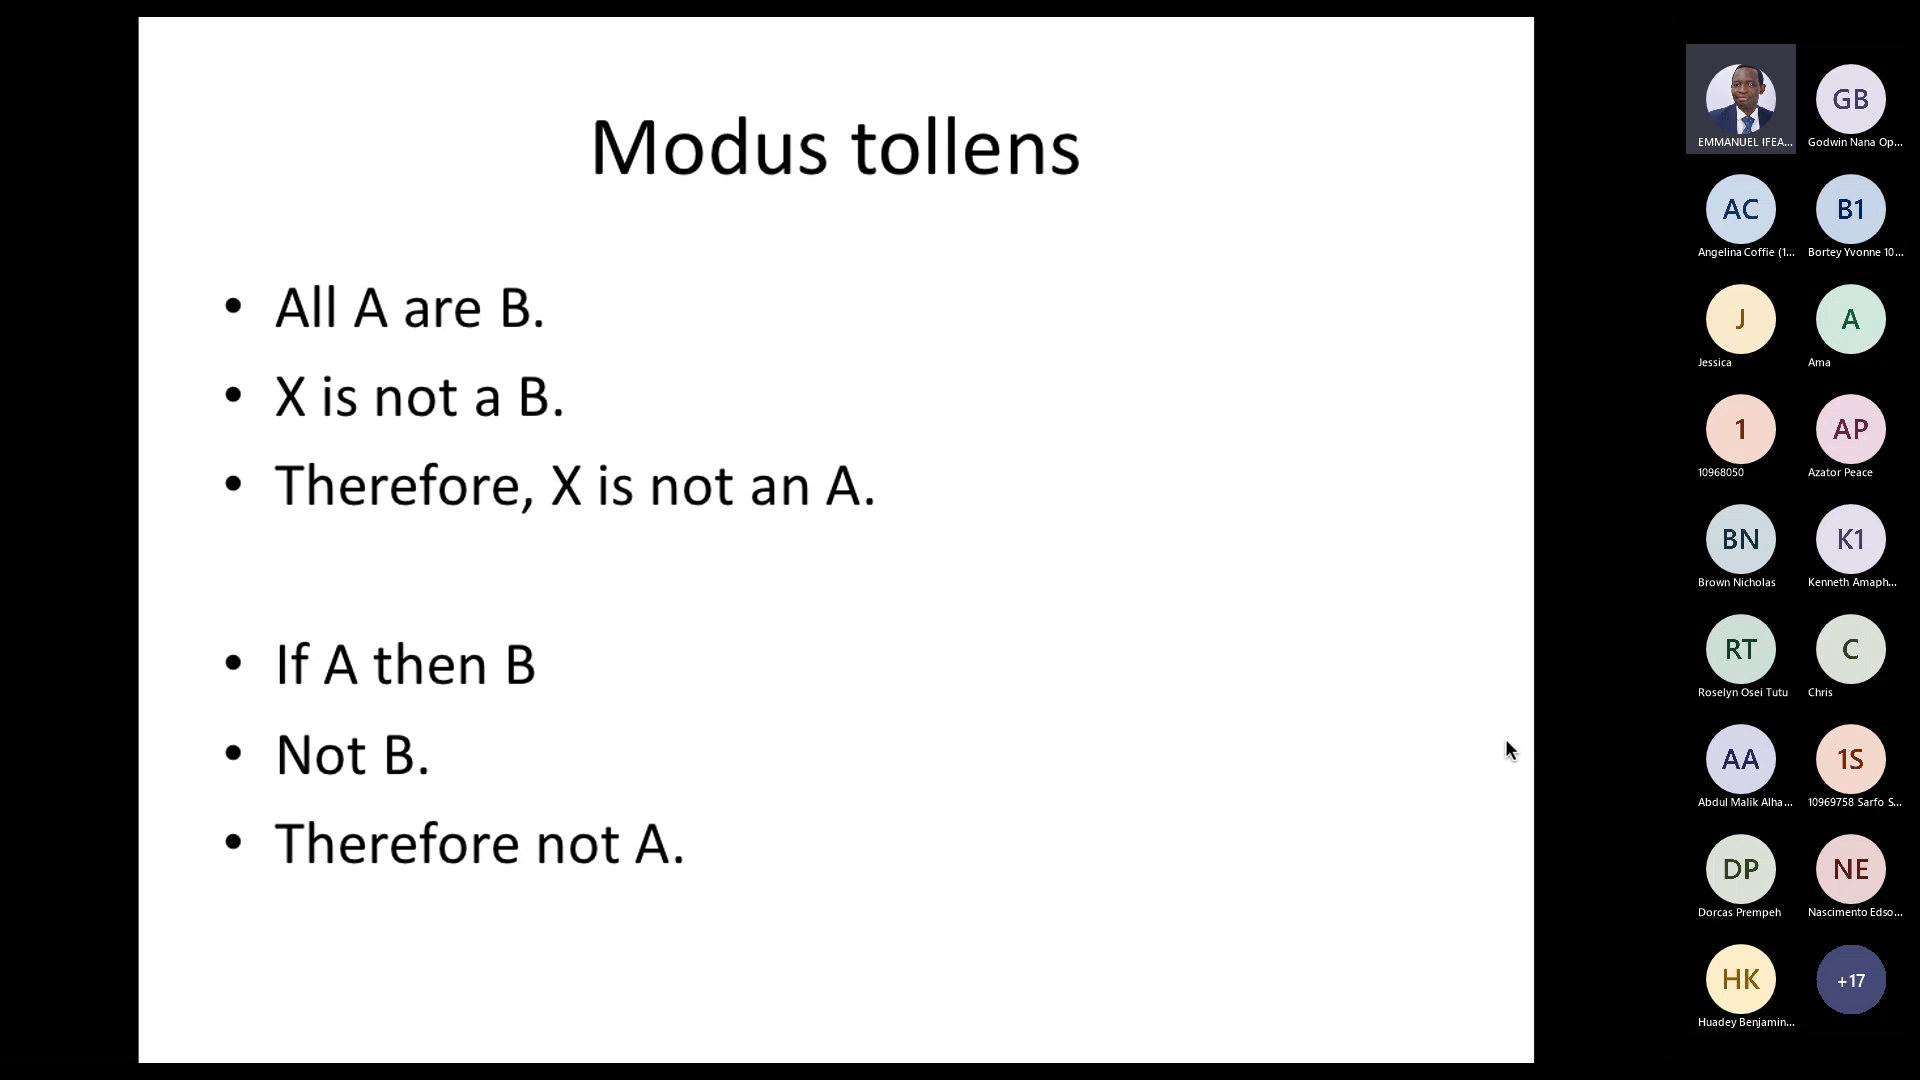 Modus tollens
• All A are B.
• X is not a B.
• Therefore, X is not an A.
• If A then B
• Not B.
• Therefore not A.
EMMANUEL IFEA...
GB
Godwin Nana Op...
AC
Angelina Coffie (1...
B1
Bortey Yvonne 10...
J
Jessica
A
Ama
1
10968050
AP
Azator Peace
BN
Brown Nicholas
K1
Kenneth Amaph...
RT
Roselyn Osei Tutu
C
Chris
AA
Abdul Malik Alha...
1S
10969758 Sarfo S...
DP
Dorcas Prempeh
NE
Nascimento Edso...
HK
Huadey Benjamin...
+17